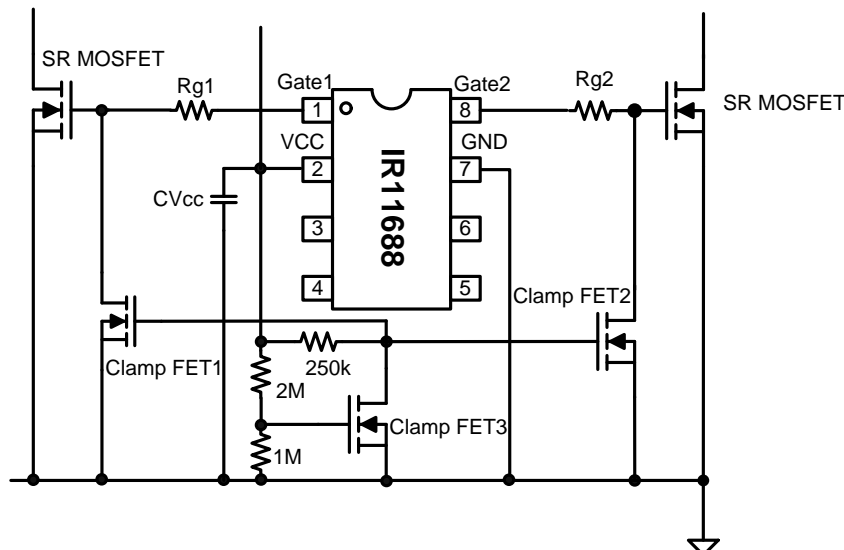 SR MOSFET
Rg1
Gate1
Gate2
Rg2
SR MOSFET
1
8
VCC
GND
2
7
IR11688
CVcc
3
6
4
5
Clamp FET2
Clamp FET1
250k
2M
Clamp FET3
1M